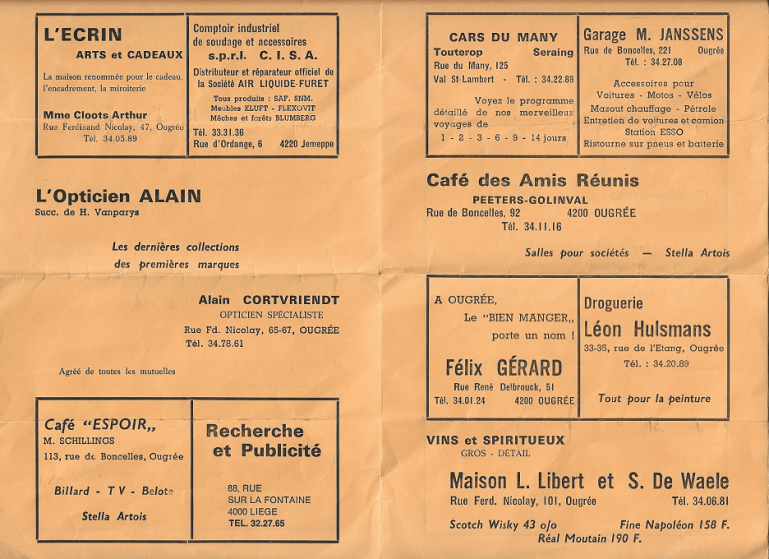 L'ECRIN
ARTS et CADEAUX
La maison renommée pour le cadeau,
l'encadrement, la miroiterie
Mme Cloots Arthur
Rue Ferdinand Nicolay, 47, Ougrée
Tel. 34.05.89
Comptoir industriel
de soudage et accessoires
s.p.r.l. C. I. S. A.
Distributeur et réparateur officiel de
la Société AIR LIQUIDE-FURET
Tous produits : SAF. SNM.
Meubles KLUFT - FLEXOVIT
Mèches et forêts BLUMBERG
Tél. 33.31.36
Rue d'Ordange, 6 4220 Jemeppe
L'Opticien ALAIN
Succ. de H. Vanparys
Les dernières collections
des premières marques
Alain CORTVRIENDT
OPTICIEN SPÉCIALISTE
Rue Fd. Nicolay, 65-67, OUGRÉE
Tél. 34.78.61
Agréé de toutes les mutuelles
Café "ESPOIR„
M. SCHILLINGS
113, rue de Boncelles, Ougrée
Billard - TV - Belote
Stella Artois
Recherche
et Publicité
88, RUE
SUR LA FONTAINE
4000 LIEGE
TEL. 32.27.65
CARS DU MANY
Touterop Seraing
Rue du Many, 125
Val St-Lambert - Tél. : 34.22.89
Voyez le programme
détaillé de nos merveilleux
voyages de
1 - 2 - 3 - 6 - 9 - 14 jours
Garage M. JANSSENS
Rue de Boncelles, 221 Ougrée
Tél. : 34.27.08
Accessoires pour
Voitures - Motos - Vélos
Mazout chauffage - Pétrole
Entretien de voitures et camion
Station ESSO
Ristourne sur pneus et batterie
Café des Amis Réunis
PEETERS-GOLINVAL
Rue de Boncelles, 92 4200 OUGRÉE
Tél. 34.11.16
Salles pour sociétés — Stella Artois
A OUGRÉE,
Le "BIEN MANGER„
porte un nom !
Félix GÉRARD
Rue René Delbrouck, 51
Tél. 34.01.24 4200 OUGRÉE
Droguerie
Léon Hulsmans
33-35, rue de l'Etang, Ougrée
Tél. : 34.20.89
Tout pour la peinture
VINS et SPIRITUEUX
GROS - DÉTAIL
Maison L. Libert et S. De Waele
Rue Ferd. Nicolay, 101, Ougrée Tél. 34.06.81
Scotch Wisky 43 o/o Fine Napoléon 158 F.
Réal Moutain 190 F.